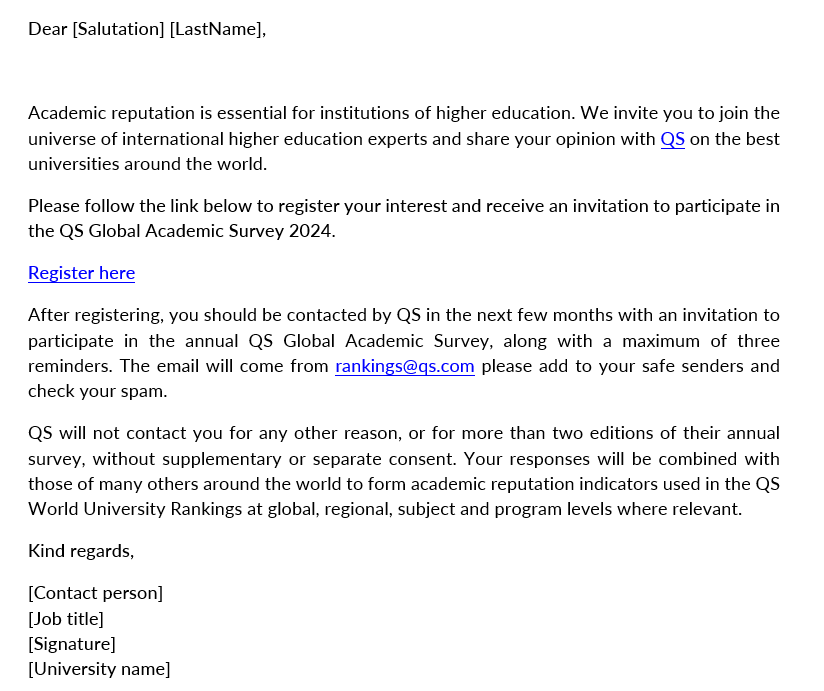 Dear [Salutation] [LastName],
Academic reputation is essential for institutions of higher education. We invite you to join the
universe of international higher education experts and share your opinion with QS on the best
universities around the world.
Please follow the link below to register your interest and receive an invitation to participate in
the QS Global Academic Survey 2024.
Register here
After registering, you should be contacted by QS in the next few months with an invitation to
participate in the annual QS Global Academic Survey, along with a maximum of three
reminders. The email will come from rankings@qs.com please add to your safe senders and
check your spam.
QS will not contact you for any other reason, or for more than two editions of their annual
survey, without supplementary or separate consent. Your responses will be combined with
those of many others around the world to form academic reputation indicators used in the QS
World University Rankings at global, regional, subject and program levels where relevant.
Kind regards,
[Contact person]
[Job title]
[Signature]
[University name]